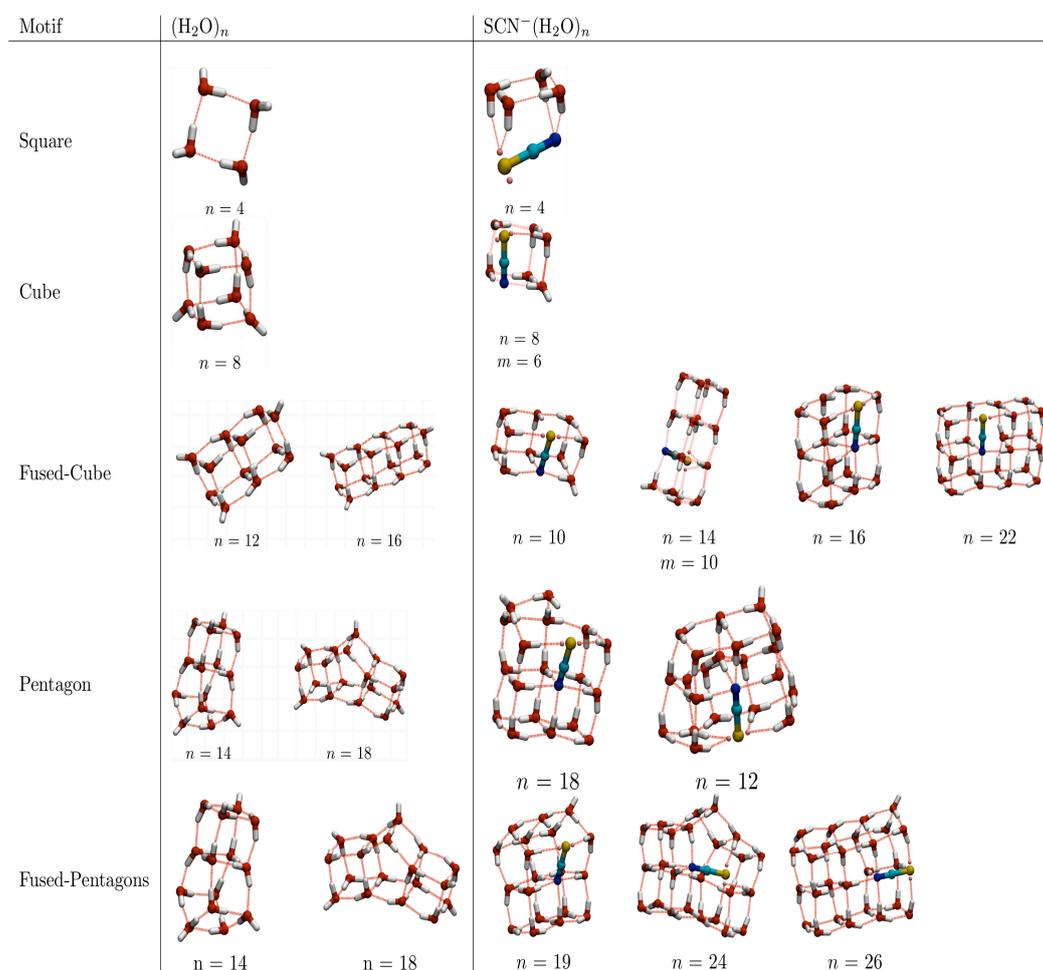 Motif (H₂O)ₙ SCN⁻(H₂O)ₙ
Square
n = 4 n = 4
Cube
n = 8 n = 8
m = 6
Fused-Cube
n = 12 n = 16 n = 10 n = 14 n = 16 n = 22
m = 10
Pentagon
n = 14 n = 18 n = 18 n = 12
Fused-Pentagons
n = 14 n = 18 n = 19 n = 24 n = 26